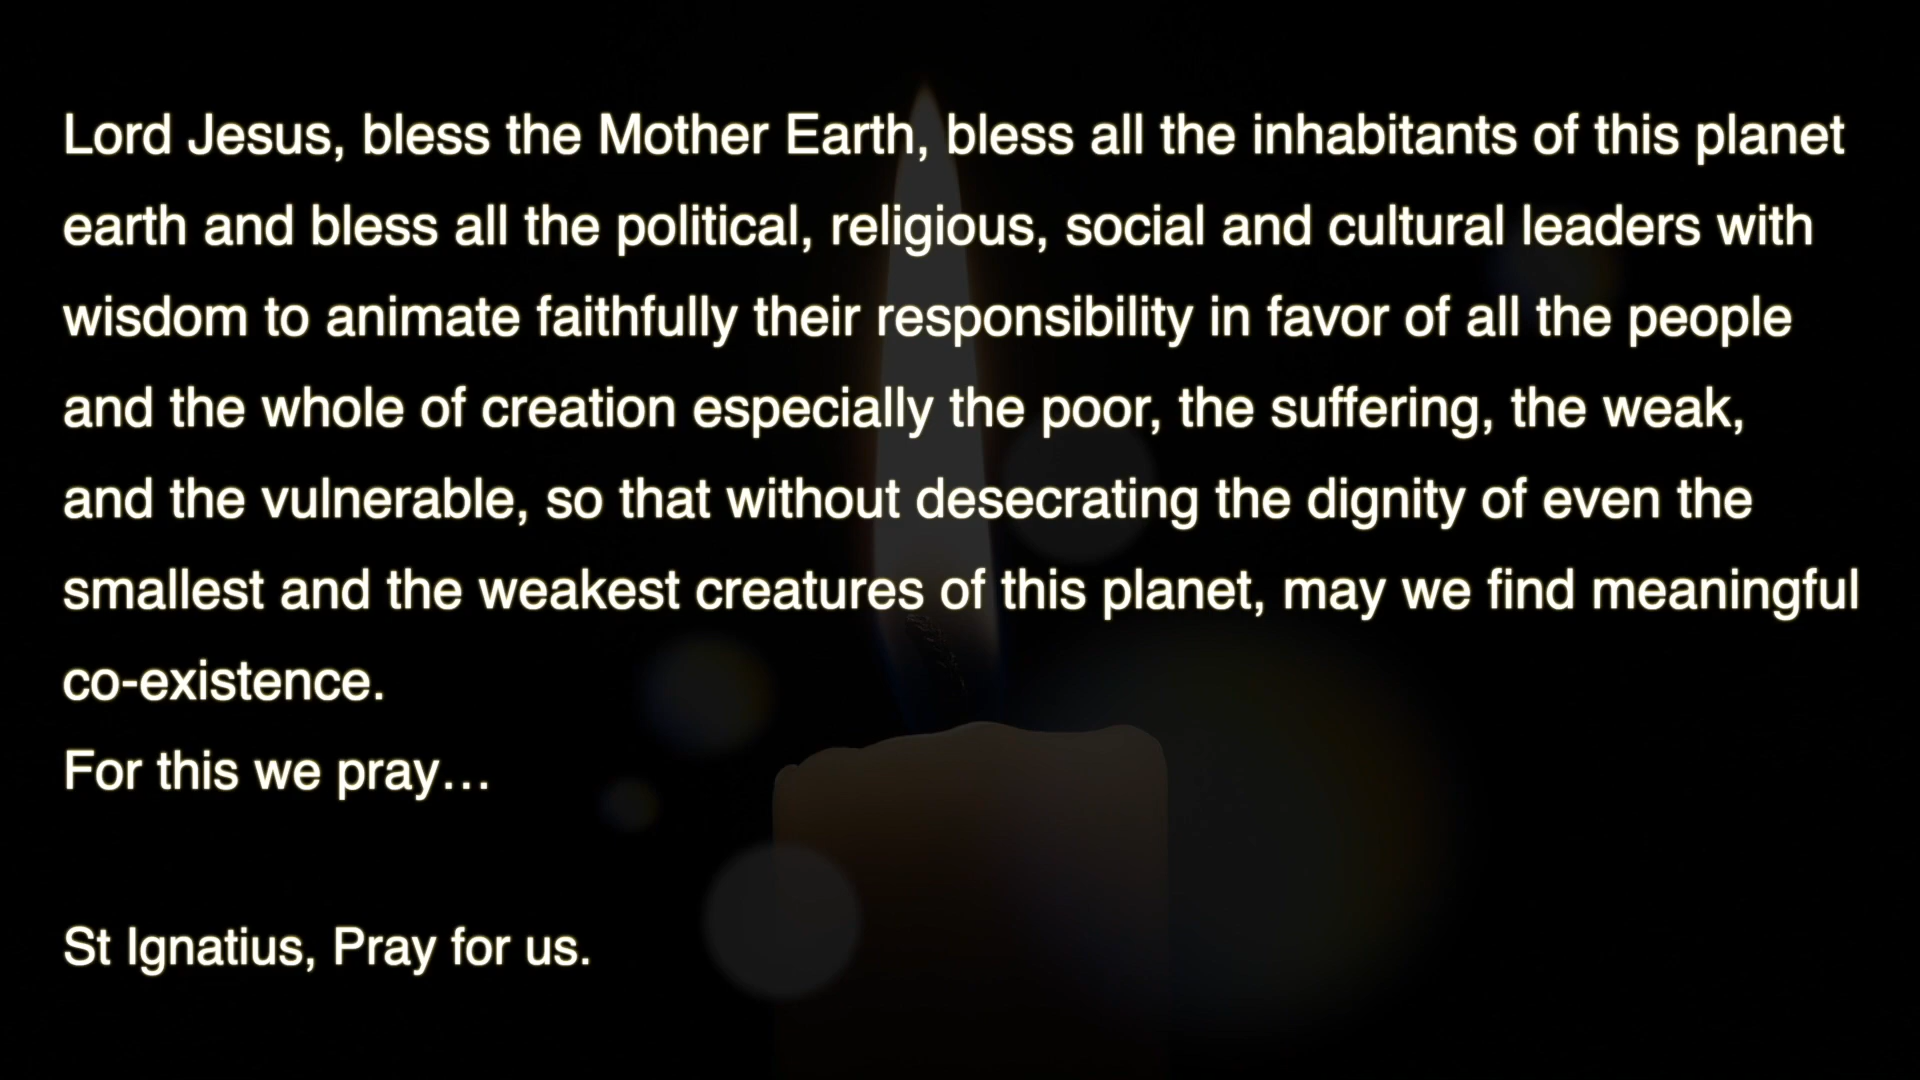 Lord Jesus, bless the Mother Earth, bless all the inhabitants of this planet
earth and bless all the political, religious, social and cultural leaders with
wisdom to animate faithfully their responsibility in favor of all the people
and the whole of creation especially the poor, the suffering, the weak,
and the vulnerable, so that without desecrating the dignity of even the
smallest and the weakest creatures of this planet, may we find meaningful
co-existence.
For this we pray…
St Ignatius, Pray for us.